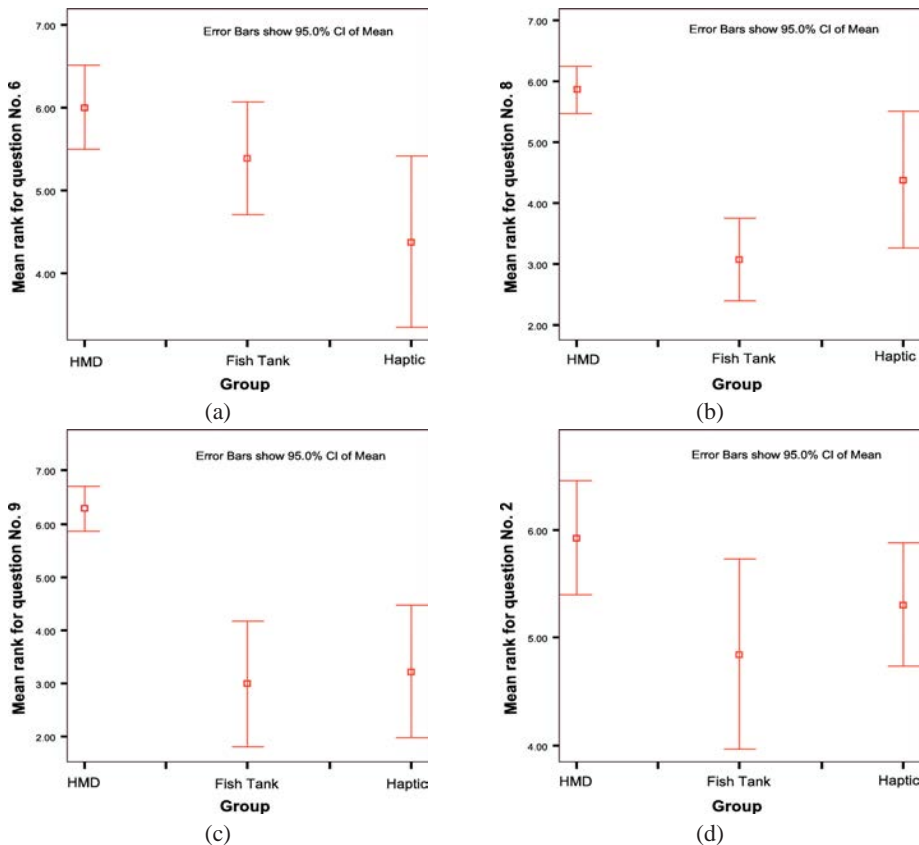 Error Bars show 95.0% CI of Mean
Mean rank for question No. 6
7.00
6.00
5.00
4.00
HMD Fish Tank Haptic
Group
(a)
Error Bars show 95.0% CI of Mean
Mean rank for question No. 8
7.00
6.00
5.00
4.00
3.00
2.00
HMD Fish Tank Haptic
Group
(b)
Error Bars show 95.0% CI of Mean
Mean rank for question No. 9
7.00
6.00
5.00
4.00
3.00
2.00
HMD Fish Tank Haptic
Group
(c)
Error Bars show 95.0% CI of Mean
Mean rank for question No. 2
6.00
5.00
4.00
HMD Fish Tank Haptic
Group
(d)